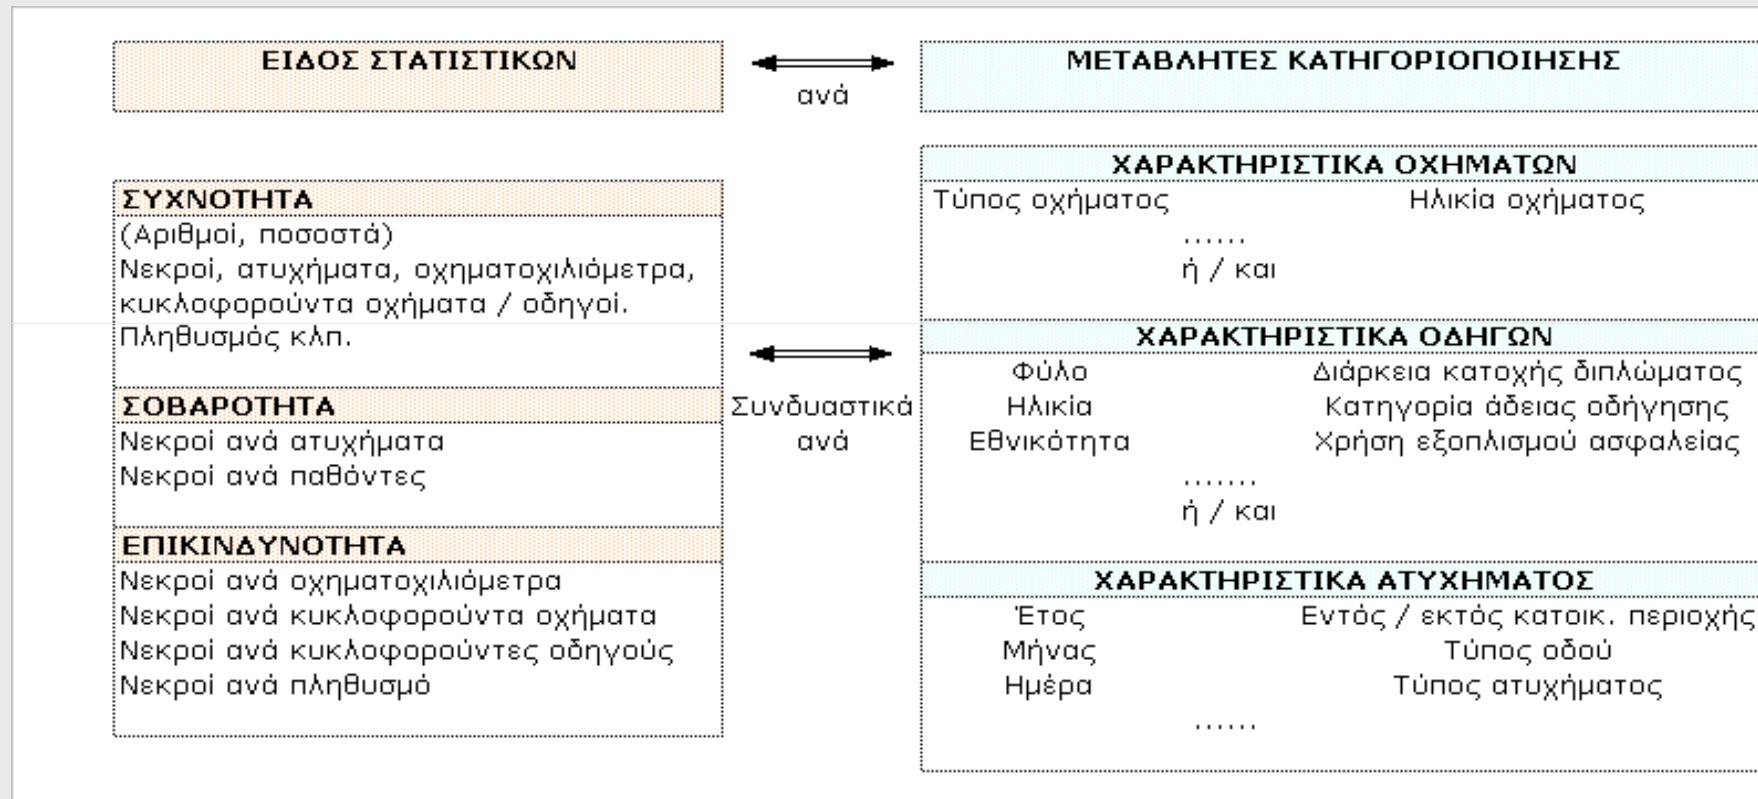 ΕΙΔΟΣ ΣΤΑΤΙΣΤΙΚΩΝ
ανά
ΜΕΤΑΒΛΗΤΕΣ ΚΑΤΗΓΟΡΙΟΠΟΙΗΣΗΣ
ΣΥΧΝΟΤΗΤΑ
(Αριθμοί, ποσοστά)
Νεκροί, ατυχήματα, οχηματοχιλιόμετρα,
κυκλοφορούντα οχήματα / οδηγοί.
Πληθυσμός κλπ.
ΣΟΒΑΡΟΤΗΤΑ
Νεκροί ανά ατυχήματα
Νεκροί ανά παθόντες
ΕΠΙΚΙΝΔΥΝΟΤΗΤΑ
Νεκροί ανά οχηματοχιλιόμετρα
Νεκροί ανά κυκλοφορούντα οχήματα
Νεκροί ανά κυκλοφορούντες οδηγούς
Νεκροί ανά πληθυσμό
Συνδυαστικά
ανά
ΧΑΡΑΚΤΗΡΙΣΤΙΚΑ ΟΧΗΜΑΤΩΝ
Τύπος οχήματος Ηλικία οχήματος
......
ή / και
ΧΑΡΑΚΤΗΡΙΣΤΙΚΑ ΟΔΗΓΩΝ
Φύλο Διάρκεια κατοχής διπλώματος
Ηλικία Κατηγορία άδειας οδήγησης
Εθνικότητα Χρήση εξοπλισμού ασφαλείας
.......
ή / και
ΧΑΡΑΚΤΗΡΙΣΤΙΚΑ ΑΤΥΧΗΜΑΤΟΣ
Έτος Εντός / εκτός κατοικ. περιοχής
Μήνας Τύπος οδού
Ημέρα Τύπος ατυχήματος
......